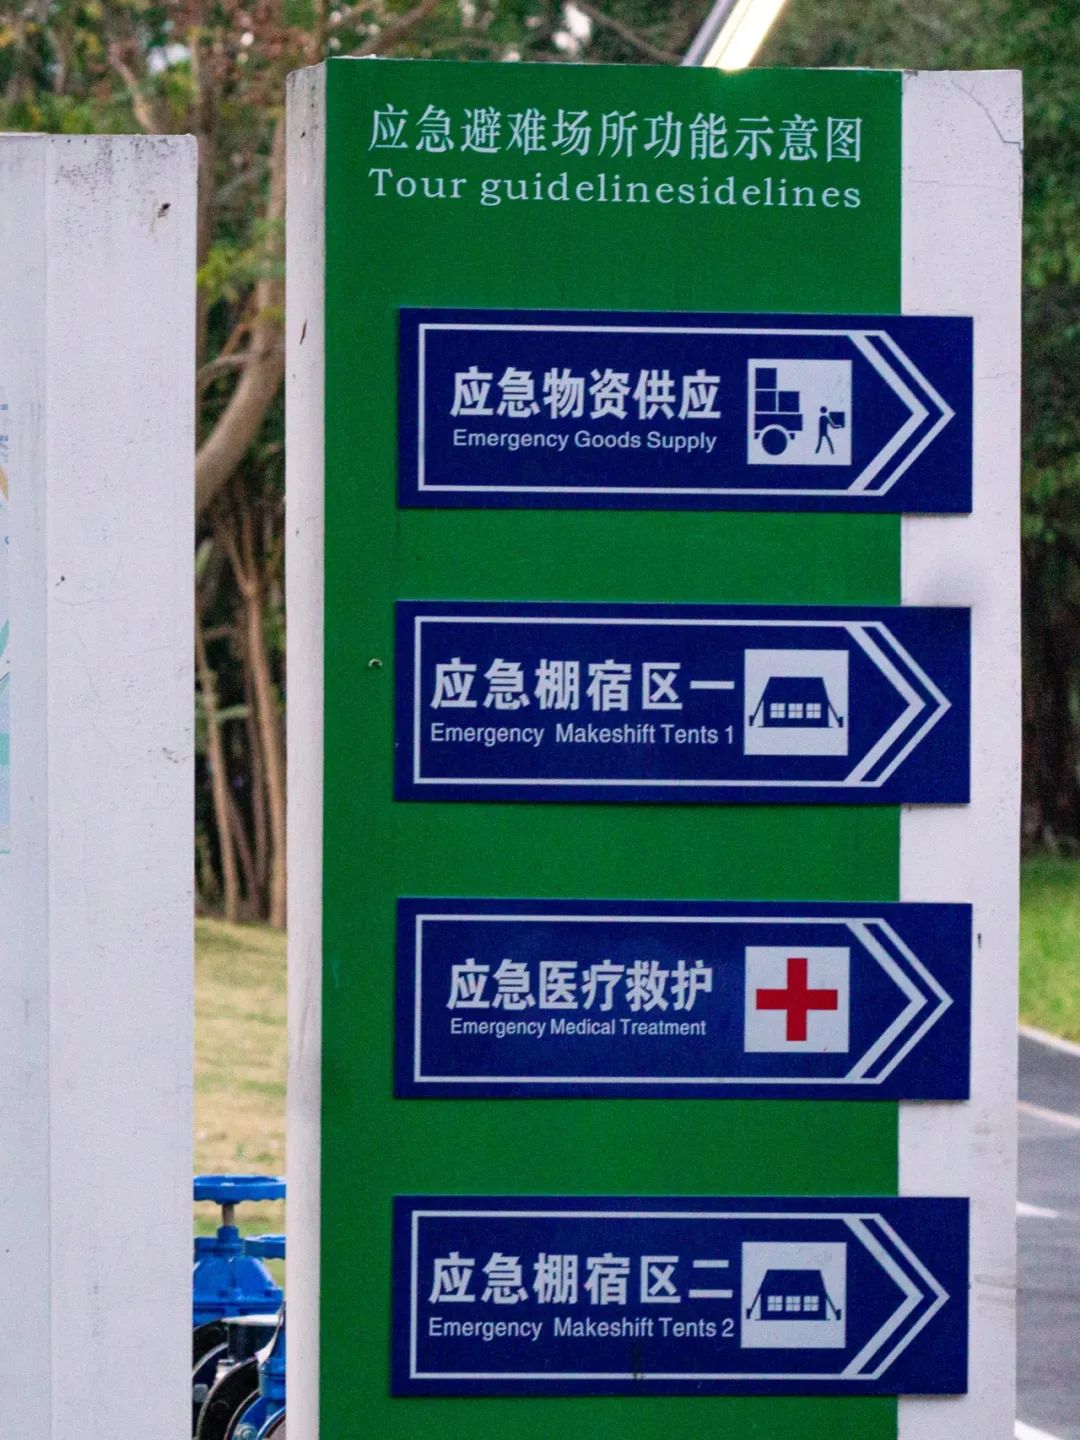 应急避难场所功能示意图
Tour guidelinesidelines
应急物资供应
Emergency Goods Supply
应急棚宿区一
Emergency Makeshift Tents 1
应急医疗救护
Emergency Medical Treatment
应急棚宿区二
Emergency Makeshift Tents 2